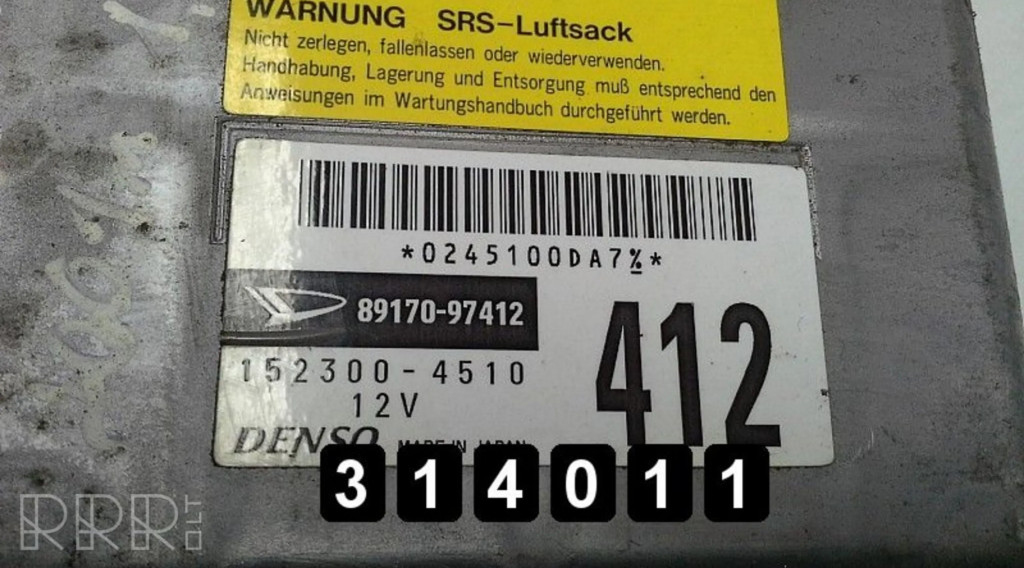 WARNUNG SRS-Luftsack
Nicht zerlegen, fallenlassen oder wiederverwenden.
Handhabung, Lagerung und Entsorgung muß entsprechend den
Anweisungen im Wartungshandbuch durchgeführt werden.
*0245100DA7%*
89170-97412
412
152300-4510
12V
DENSO MADE IN JAPAN
314011
RRR.LT